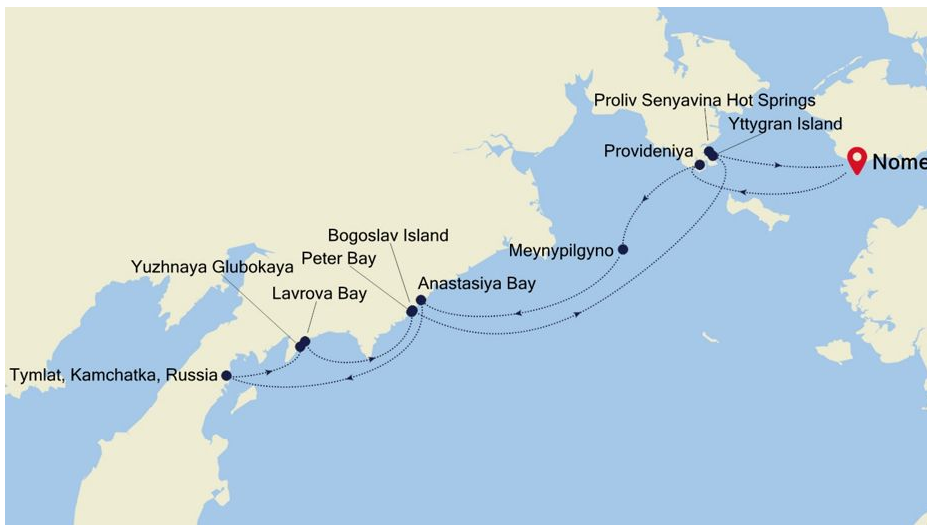 Proliv Senyavina Hot Springs
Yttygran Island
Provideniya
Nome
Bogoslav Island
Meynypilgyno
Peter Bay
Yuzhnaya Glubokaya
Anastasiya Bay
Lavrova Bay
Tymlat, Kamchatka, Russia